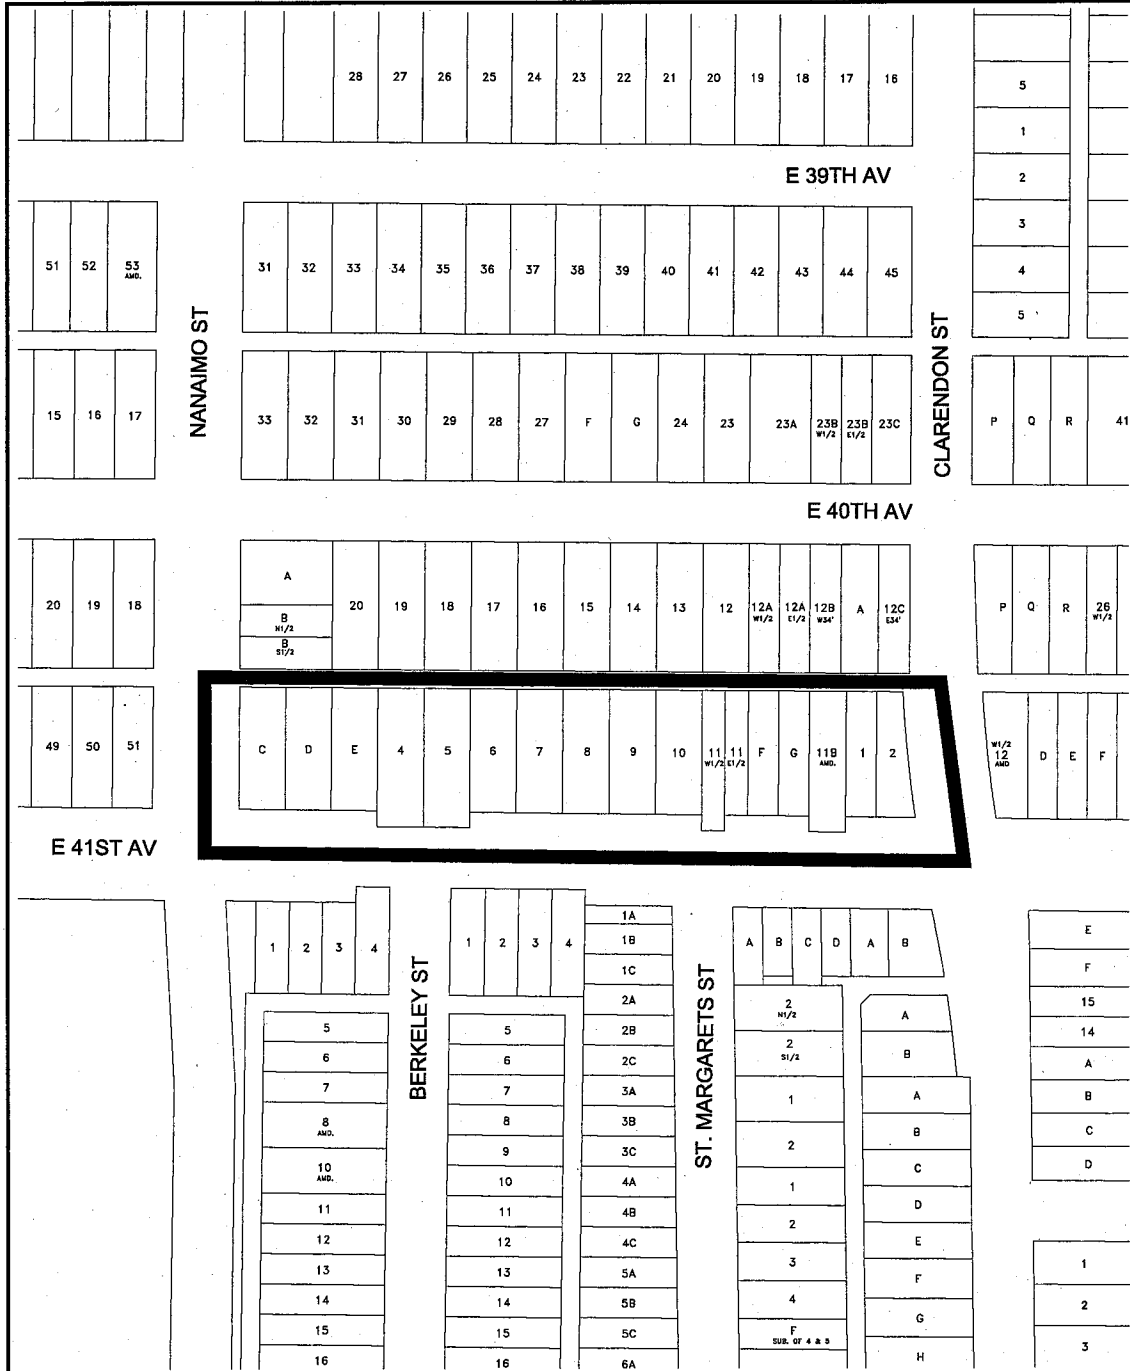 28 27 26 25 24 23 22 21 20 19 18 17 16
5
1
2
3
4
5
E 39TH AV
51 52 53
AMD.
31 32 33 34 35 36 37 38 39 40 41 42 43 44 45
NANAIMO ST
CLARENDON ST
15 16 17
33 32 31 30 29 28 27 F G 24 23 23A 23B 23B 23C
W1/2 E1/2
P Q R 41
E 40TH AV
20 19 18
A
B
N1/2
B
S1/2
20 19 18 17 16 15 14 13 12 12A 12A 12B A 12C
W1/2 E1/2 W34' E34'
P Q R 26
W1/2
49 50 51
C D E 4 5 6 7 8 9 10 11 11 F G 11B 1 2
W1/2 E1/2 AMD.
W1/2
12 D E F
AMD
E 41ST AV
1 2 3 4
BERKELEY ST
1 2 3 4
1A
1B
1C
2A
2B
2C
3A
3B
3C
4A
4B
4C
5A
5B
5C
6A
ST. MARGARETS ST
A B C D A B
5
6
7
8
AMD.
10
AMD.
11
12
13
14
15
16
5
6
7
8
9
10
11
12
13
14
15
16
2
N1/2
2
S1/2
1
2
1
2
3
4
F
SUB. OF 4 & 5
A
B
A
B
C
D
E
F
G
H
E
F
15
14
A
B
C
D
1
2
3